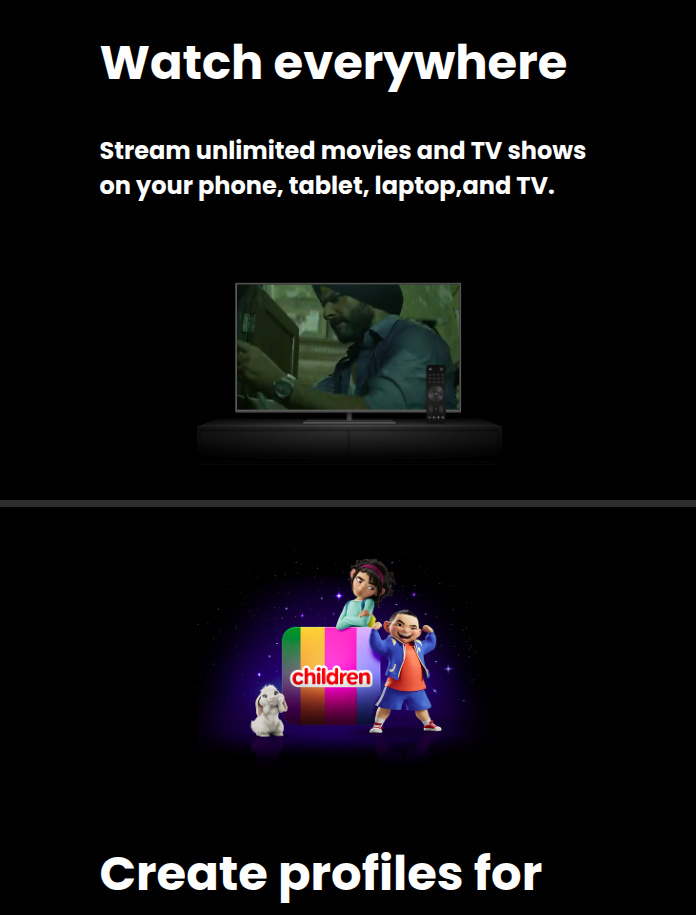 Watch everywhere
Stream unlimited movies and TV shows
on your phone, tablet, laptop,and TV.
children
Create profiles for